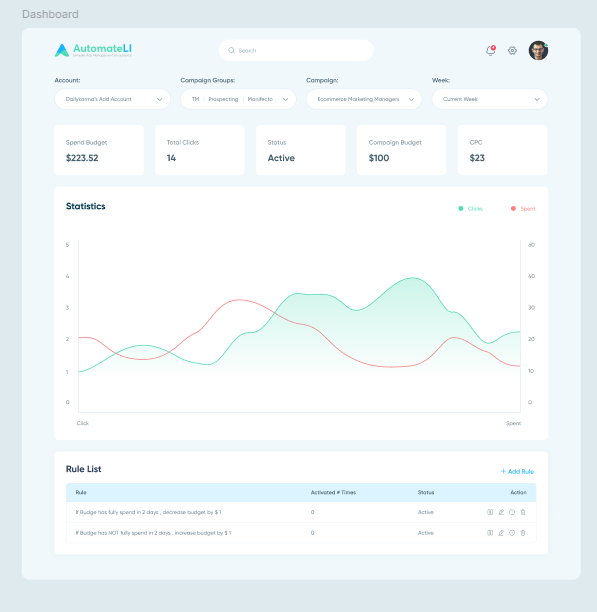 Dashboard
AutomateLI
Search
Account:
Campaign Groups:
Campaign:
Week:
Dailykarma's Add Account
TM | Prospecting | Manifesto
Ecommerce Marketing Managers
Current Week
Spend Budget
Total Clicks
Status
Campaign Budget
CPC
$223.52
14
Active
$100
$23
Statistics
Clicks
Spent
5
60
4
40
3
30
2
20
1
10
0
0
Click
Spent
Rule List
+ Add Rule
Rule
Activated # Times
Status
Action
If Budge has fully spend in 2 days , decrease budget by $ 1
0
Active
If Budge has NOT fully spend in 2 days , increase budget by $ 1
0
Active